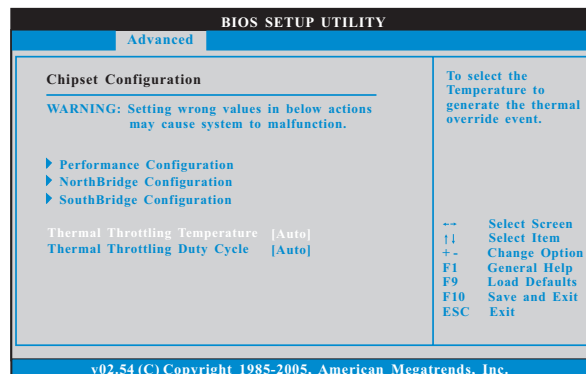 BIOS SETUP UTILITY
Advanced
Chipset Configuration
WARNING: Setting wrong values in below actions
may cause system to malfunction.
Performance Configuration
NorthBridge Configuration
SouthBridge Configuration
Thermal Throttling Temperature [Auto]
Thermal Throttling Duty Cycle [Auto]
To select the
Temperature to
generate the thermal
override event.
←→ Select Screen
↑↓ Select Item
+ - Change Option
F1 General Help
F9 Load Defaults
F10 Save and Exit
ESC Exit
v02.54 (C) Copyright 1985-2005, American Megatrends, Inc.